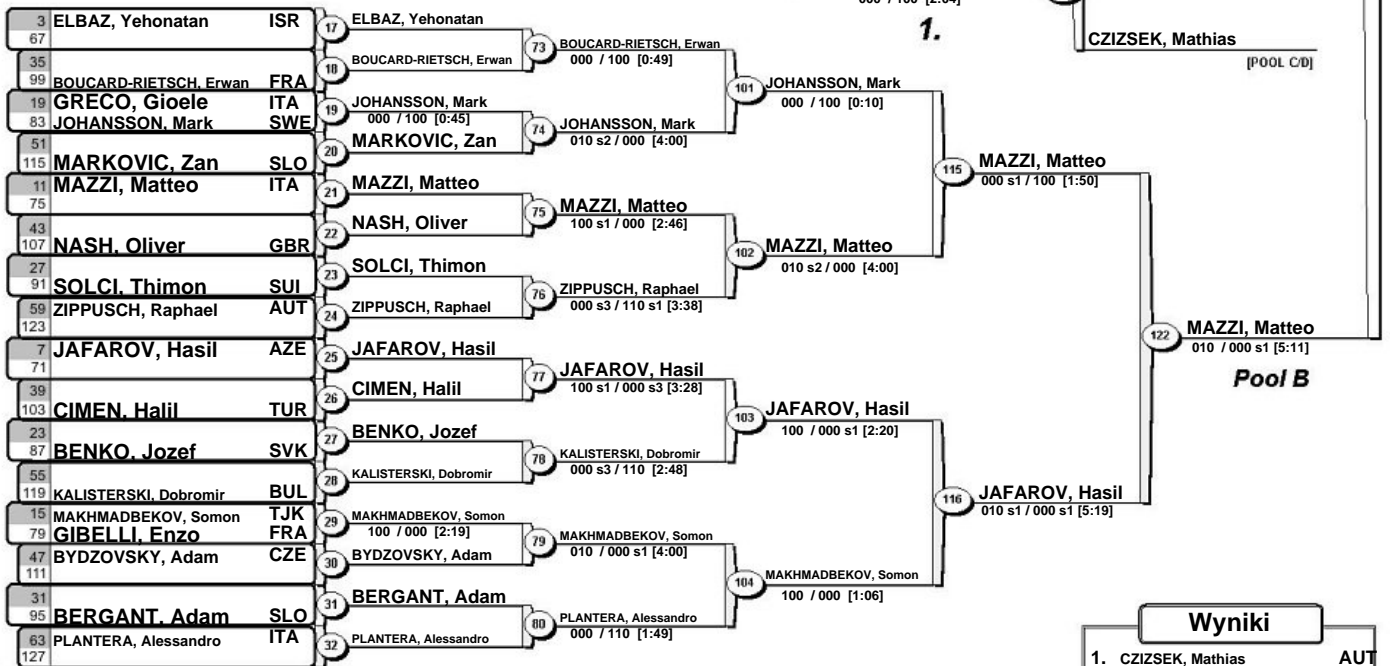 000 / 100 [2:04]
1.
CZIZSEK, Mathias
[POOL C/D]
3 ELBAZ, Yehonatan ISR
67
35
99 BOUCARD-RIETSCH, Erwan FRA
19 GRECO, Gioele ITA
83 JOHANSSON, Mark SWE
51
115 MARKOVIC, Zan SLO
11 MAZZI, Matteo ITA
75
43
107 NASH, Oliver GBR
27
91 SOLCI, Thimon SUI
59 ZIPPUSCH, Raphael AUT
123
7 JAFAROV, Hasil AZE
71
39
103 CIMEN, Halil TUR
23
87 BENKO, Jozef SVK
55
119 KALISTERSKI, Dobromir BUL
15 MAKHMADBEKOV, Somon TJK
79 GIBELLI, Enzo FRA
47 BYDZOVSKY, Adam CZE
111
31
95 BERGANT, Adam SLO
63 PLANTERA, Alessandro ITA
127
17 ELBAZ, Yehonatan
18 BOUCARD-RIETSCH, Erwan
19 JOHANSSON, Mark
000 / 100 [0:45]
20 MARKOVIC, Zan
21 MAZZI, Matteo
22 NASH, Oliver
23 SOLCI, Thimon
24 ZIPPUSCH, Raphael
25 JAFAROV, Hasil
26 CIMEN, Halil
27 BENKO, Jozef
28 KALISTERSKI, Dobromir
29 MAKHMADBEKOV, Somon
100 / 000 [2:19]
30 BYDZOVSKY, Adam
31 BERGANT, Adam
32 PLANTERA, Alessandro
73 BOUCARD-RIETSCH, Erwan
000 / 100 [0:49]
74 JOHANSSON, Mark
010 s2 / 000 [4:00]
75 MAZZI, Matteo
100 s1 / 000 [2:46]
76 ZIPPUSCH, Raphael
000 s3 / 110 s1 [3:38]
77 JAFAROV, Hasil
100 s1 / 000 s3 [3:28]
78 KALISTERSKI, Dobromir
000 s3 / 110 [2:48]
79 MAKHMADBEKOV, Somon
010 / 000 s1 [4:00]
80 PLANTERA, Alessandro
000 / 110 [1:49]
101 JOHANSSON, Mark
000 / 100 [0:10]
102 MAZZI, Matteo
010 s2 / 000 [4:00]
103 JAFAROV, Hasil
100 / 000 s1 [2:20]
104 MAKHMADBEKOV, Somon
100 / 000 [1:06]
115 MAZZI, Matteo
000 s1 / 100 [1:50]
116 JAFAROV, Hasil
010 s1 / 000 s1 [5:19]
122 MAZZI, Matteo
010 / 000 s1 [5:11]
Pool B
Wyniki
1. CZIZSEK, Mathias AUT